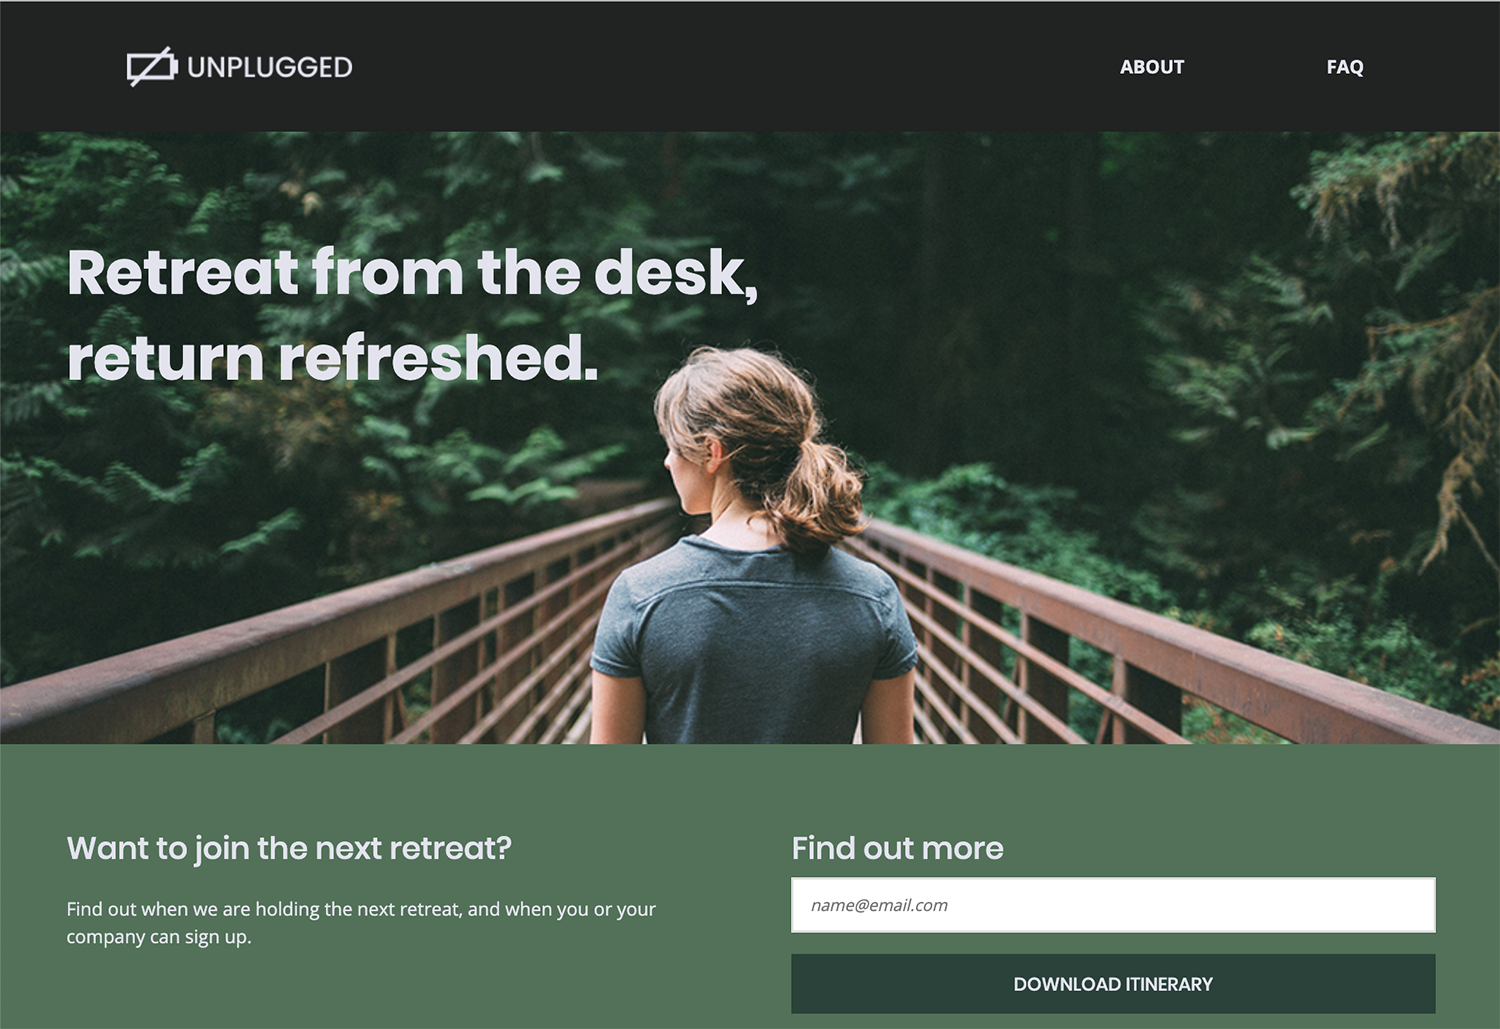 UNPLUGGED
ABOUT
FAQ
Retreat from the desk,
return refreshed.
Want to join the next retreat?
Find out when we are holding the next retreat, and when you or your
company can sign up.
Find out more
name@email.com
DOWNLOAD ITINERARY